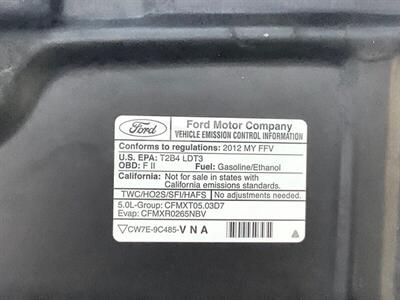 Ford
Ford Motor Company
VEHICLE EMISSION CONTROL INFORMATION
Conforms to regulations: 2012 MY FFV
U.S. EPA: T2B4 LDT3
OBD: F II Fuel: Gasoline/Ethanol
California: Not for sale in states with
California emissions standards.
TWC/HO2S/SFI/HAFS No adjustments needed.
5.0L-Group: CFMXT05.03D7
Evap: CFMXR0265NBV
CW7E-9C485-VNA